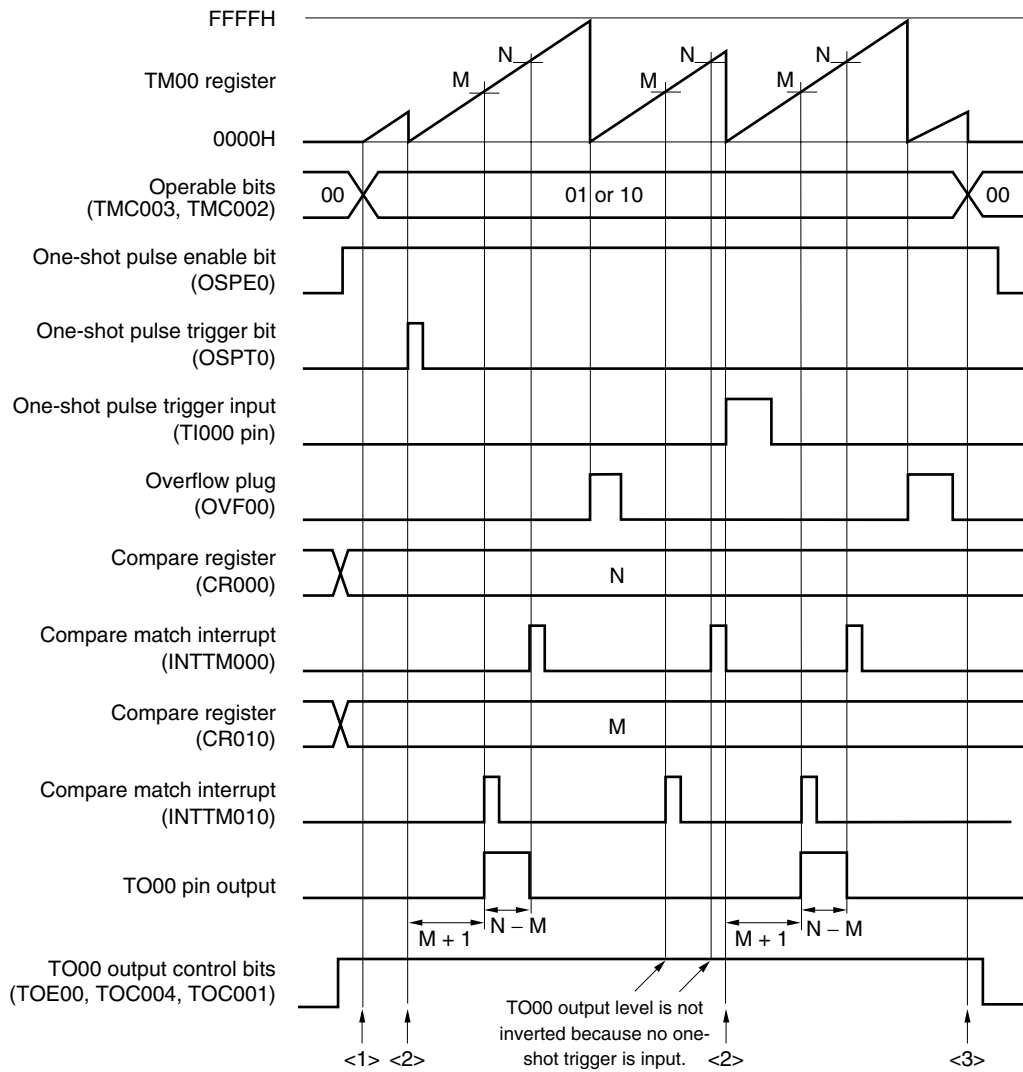 FFFFH
TM00 register
N N N
M M M
0000H
Operable bits
(TMC003, TMC002)
00 01 or 10 00
One-shot pulse enable bit
(OSPE0)
One-shot pulse trigger bit
(OSPT0)
One-shot pulse trigger input
(TI000 pin)
Overflow plug
(OVF00)
Compare register
(CR000)
N
Compare match interrupt
(INTTM000)
Compare register
(CR010)
M
Compare match interrupt
(INTTM010)
TO00 pin output
M + 1 N − M M + 1 N − M
TO00 output control bits
(TOE00, TOC004, TOC001)
TO00 output level is not
inverted because no one-
shot trigger is input.
<1> <2> <2> <3>